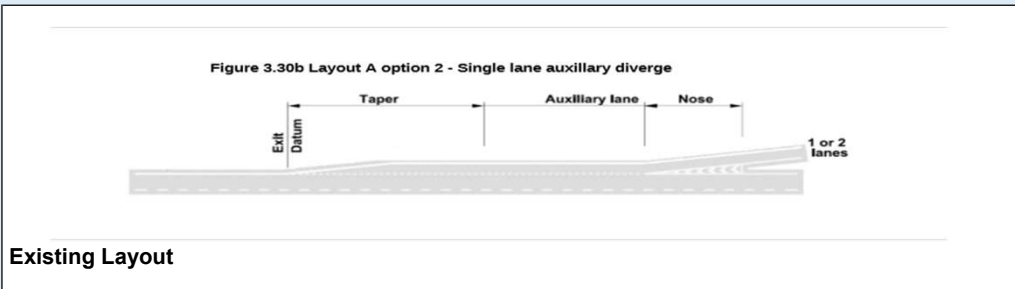 Figure 3.30b Layout A option 2 - Single lane auxillary diverge
Taper
Auxiliary lane
Nose
Exit
Datum
1 or 2
lanes
Existing Layout